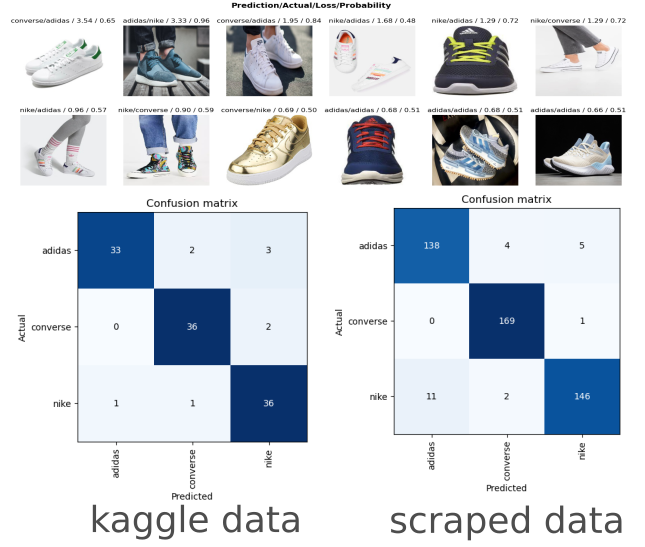 Prediction/Actual/Loss/Probability
converse/adidas / 3.54 / 0.65 adidas/nike / 3.33 / 0.96 converse/nike / 1.95 / 0.84 nike/adidas / 1.68 / 0.48 nike/adidas / 1.29 / 0.72 nike/converse / 1.29 / 0.72
nike/adidas / 0.96 / 0.57 nike/converse / 0.90 / 0.59 converse/nike / 0.69 / 0.50 adidas/adidas / 0.68 / 0.51 adidas/adidas / 0.68 / 0.51 adidas/adidas / 0.66 / 0.51
Confusion matrix
adidas 33 2 3
converse 0 36 2
nike 1 1 36
Actual
adidas converse nike
Predicted
kaggle data
Confusion matrix
adidas 138 4 5
converse 0 169 1
nike 11 2 146
Actual
adidas converse nike
Predicted
scraped data